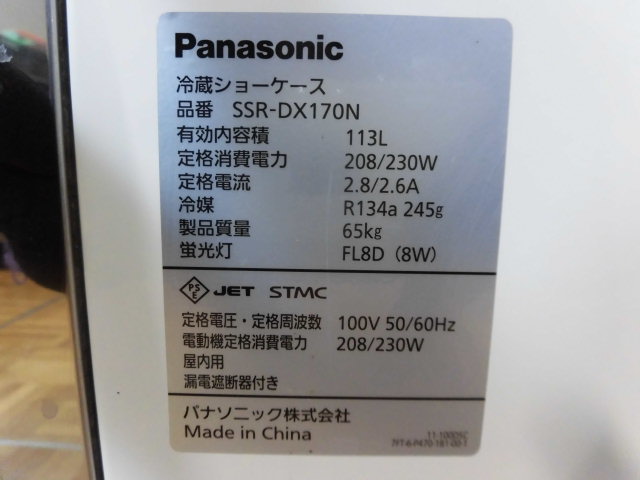 Panasonic
冷蔵ショーケース
品番 SSR-DX170N
有効内容積 113L
定格消費電力 208/230W
定格電流 2.8/2.6A
冷媒 R134a 245g
製品質量 65kg
蛍光灯 FL8D (8W)
PSE JET STMC
定格電圧・定格周波数 100V 50/60Hz
電動機定格消費電力 208/230W
屋内用
漏電遮断器付き
パナソニック株式会社
Made in China